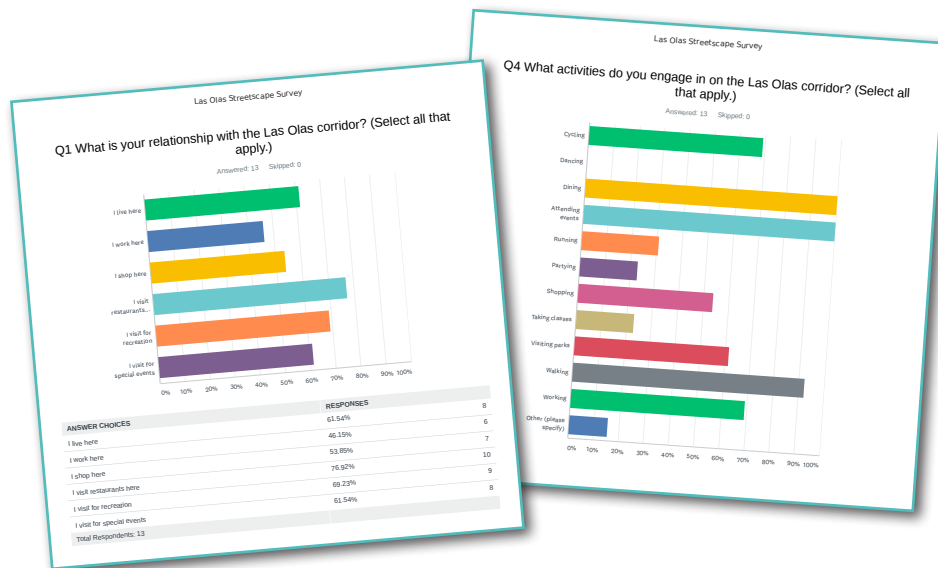 Las Olas Streetscape Survey
Q1 What is your relationship with the Las Olas corridor? (Select all that
apply.)
Answered: 13 Skipped: 0
I live here
I work here
I shop here
I visit
restaurants...
I visit for
recreation
I visit for
special events
0% 10% 20% 30% 40% 50% 60% 70% 80% 90% 100%
ANSWER CHOICES RESPONSES
I live here 61.54% 8
I work here 46.15% 6
I shop here 53.85% 7
I visit restaurants here 76.92% 10
I visit for recreation 69.23% 9
I visit for special events 61.54% 8
Total Respondents: 13
Las Olas Streetscape Survey
Q4 What activities do you engage in on the Las Olas corridor? (Select all
that apply.)
Answered: 13 Skipped: 0
Cycling
Dancing
Dining
Attending
events
Running
Partying
Shopping
Taking classes
Visiting parks
Walking
Working
Other (please
specify)
0% 10% 20% 30% 40% 50% 60% 70% 80% 90% 100%